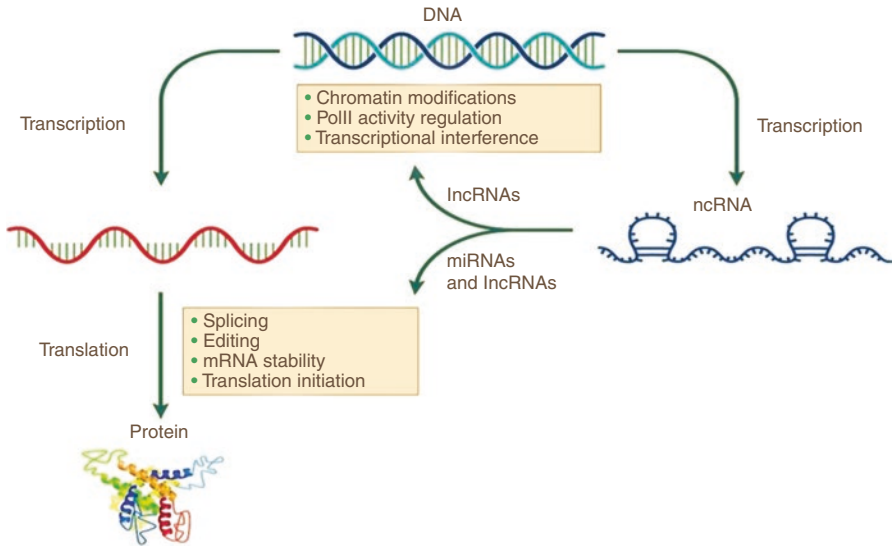 DNA
• Chromatin modifications
• PolII activity regulation
• Transcriptional interference
Transcription
Transcription
lncRNAs
ncRNA
miRNAs
and lncRNAs
• Splicing
• Editing
• mRNA stability
• Translation initiation
Translation
Protein